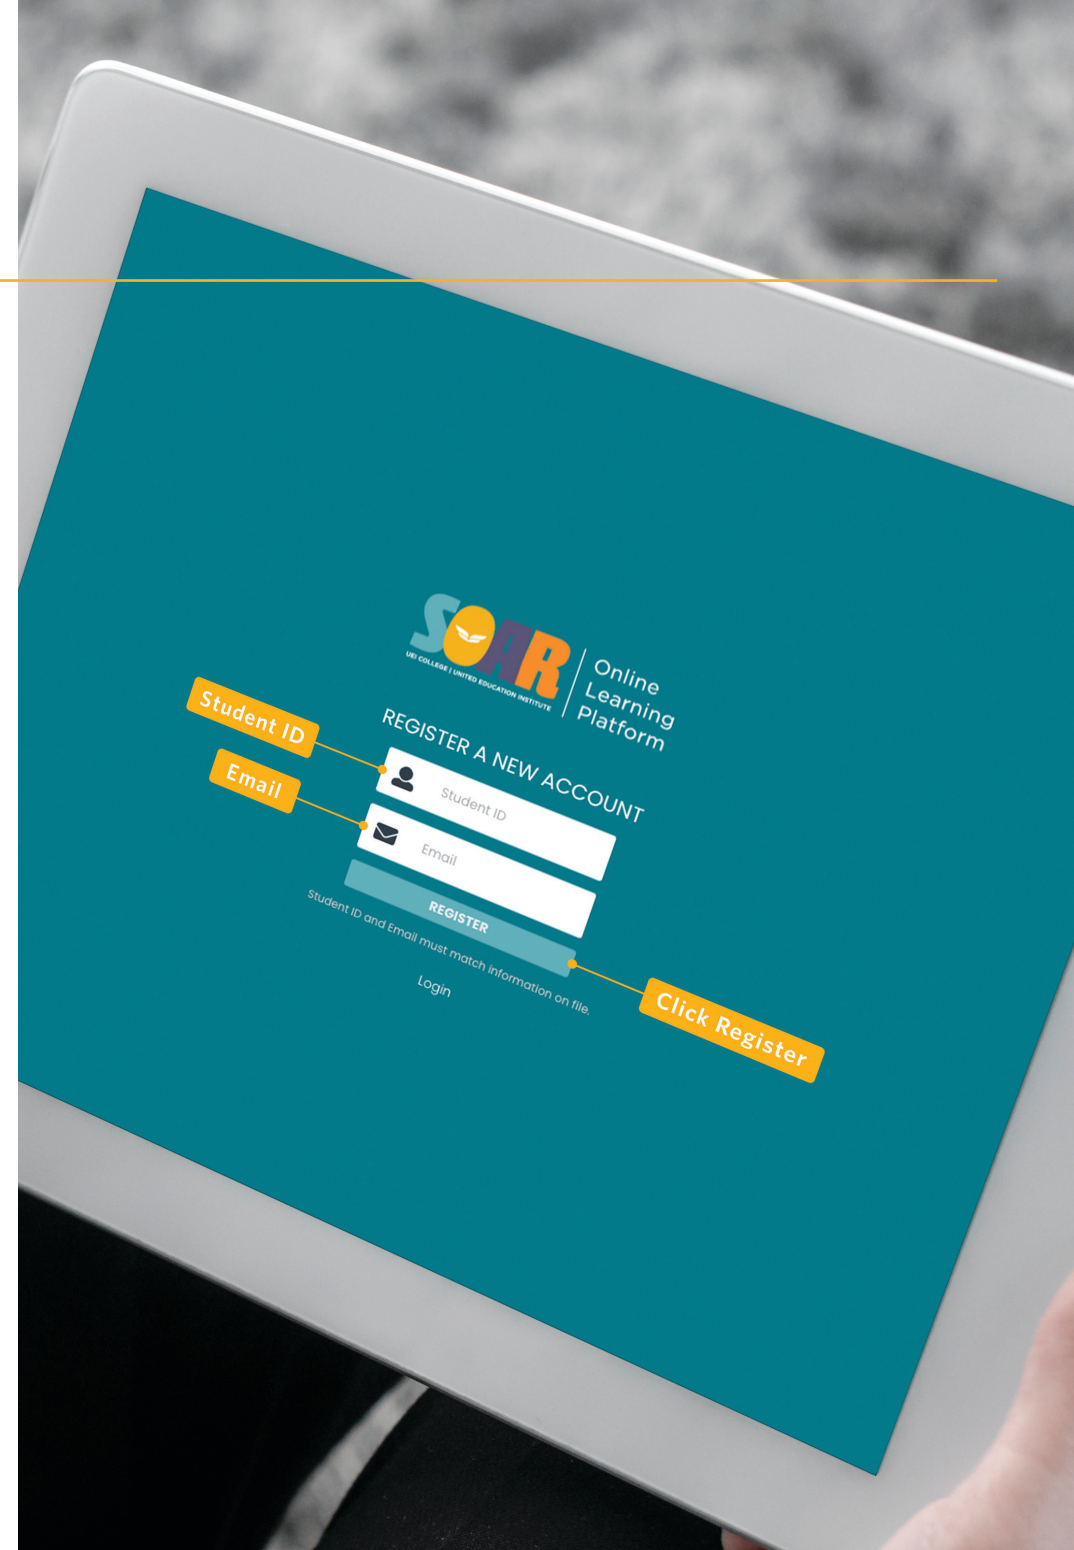 SOAR
UEI COLLEGE | UNITED EDUCATION INSTITUTE
Online
Learning
Platform
REGISTER A NEW ACCOUNT
Student ID
Student ID
Email
Email
REGISTER
Click Register
Student ID and Email must match information on file.
Login